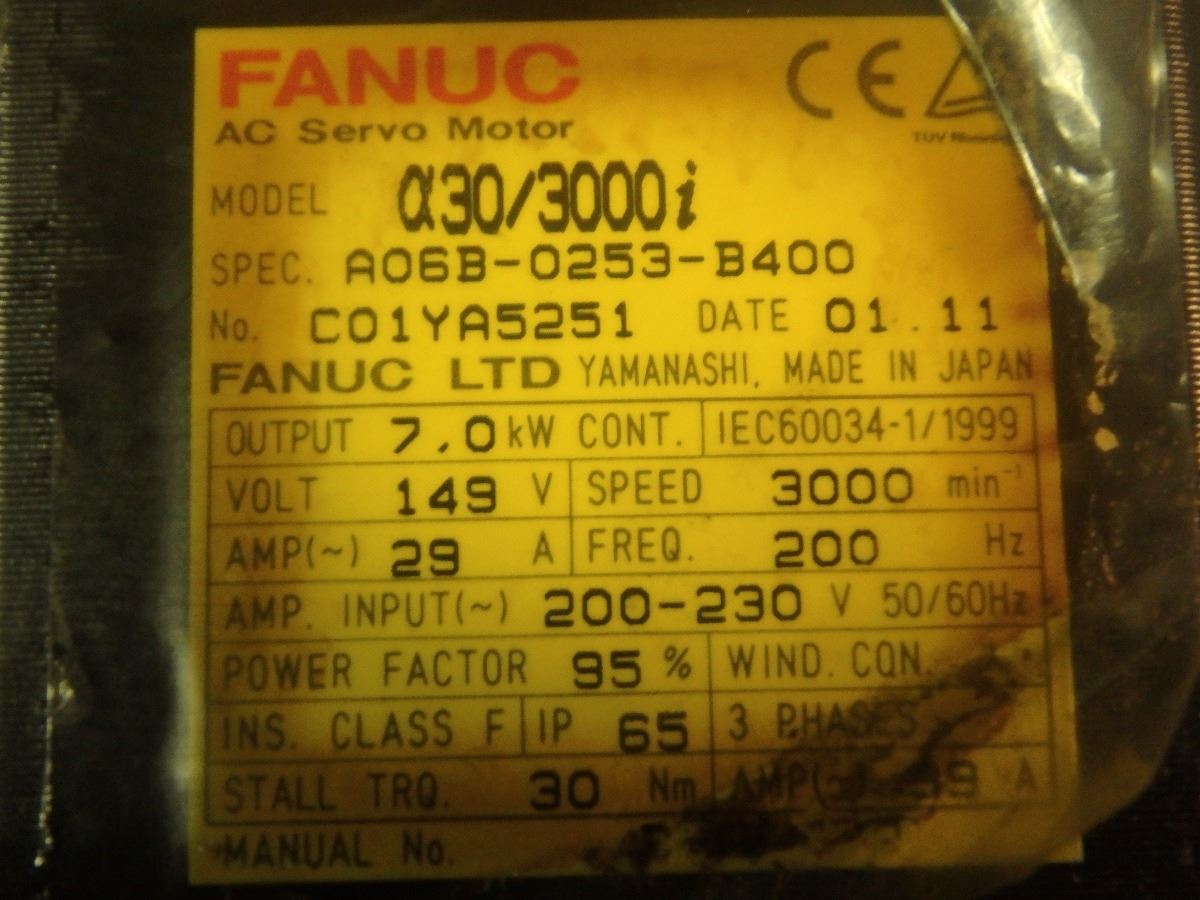 FANUC
CE
AC Servo Motor
TUV
MODEL α30/3000i
SPEC. A06B-0253-B400
No. C01YA5251 DATE 01.11
FANUC LTD YAMANASHI, MADE IN JAPAN
OUTPUT 7.0 kW CONT. IEC60034-1/1999
VOLT 149 V SPEED 3000 min⁻¹
AMP(~) 29 A FREQ. 200 Hz
AMP. INPUT(~) 200-230 V 50/60Hz
POWER FACTOR 95 % WIND. CON.
INS. CLASS F IP 65 3 PHASES
STALL TRQ. 30 Nm AMP(~) A
MANUAL No.